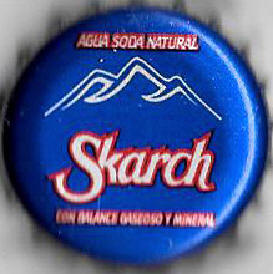 AGUA SODA NATURAL
Skarch
CON BALANCE GASEOSO Y MINERAL